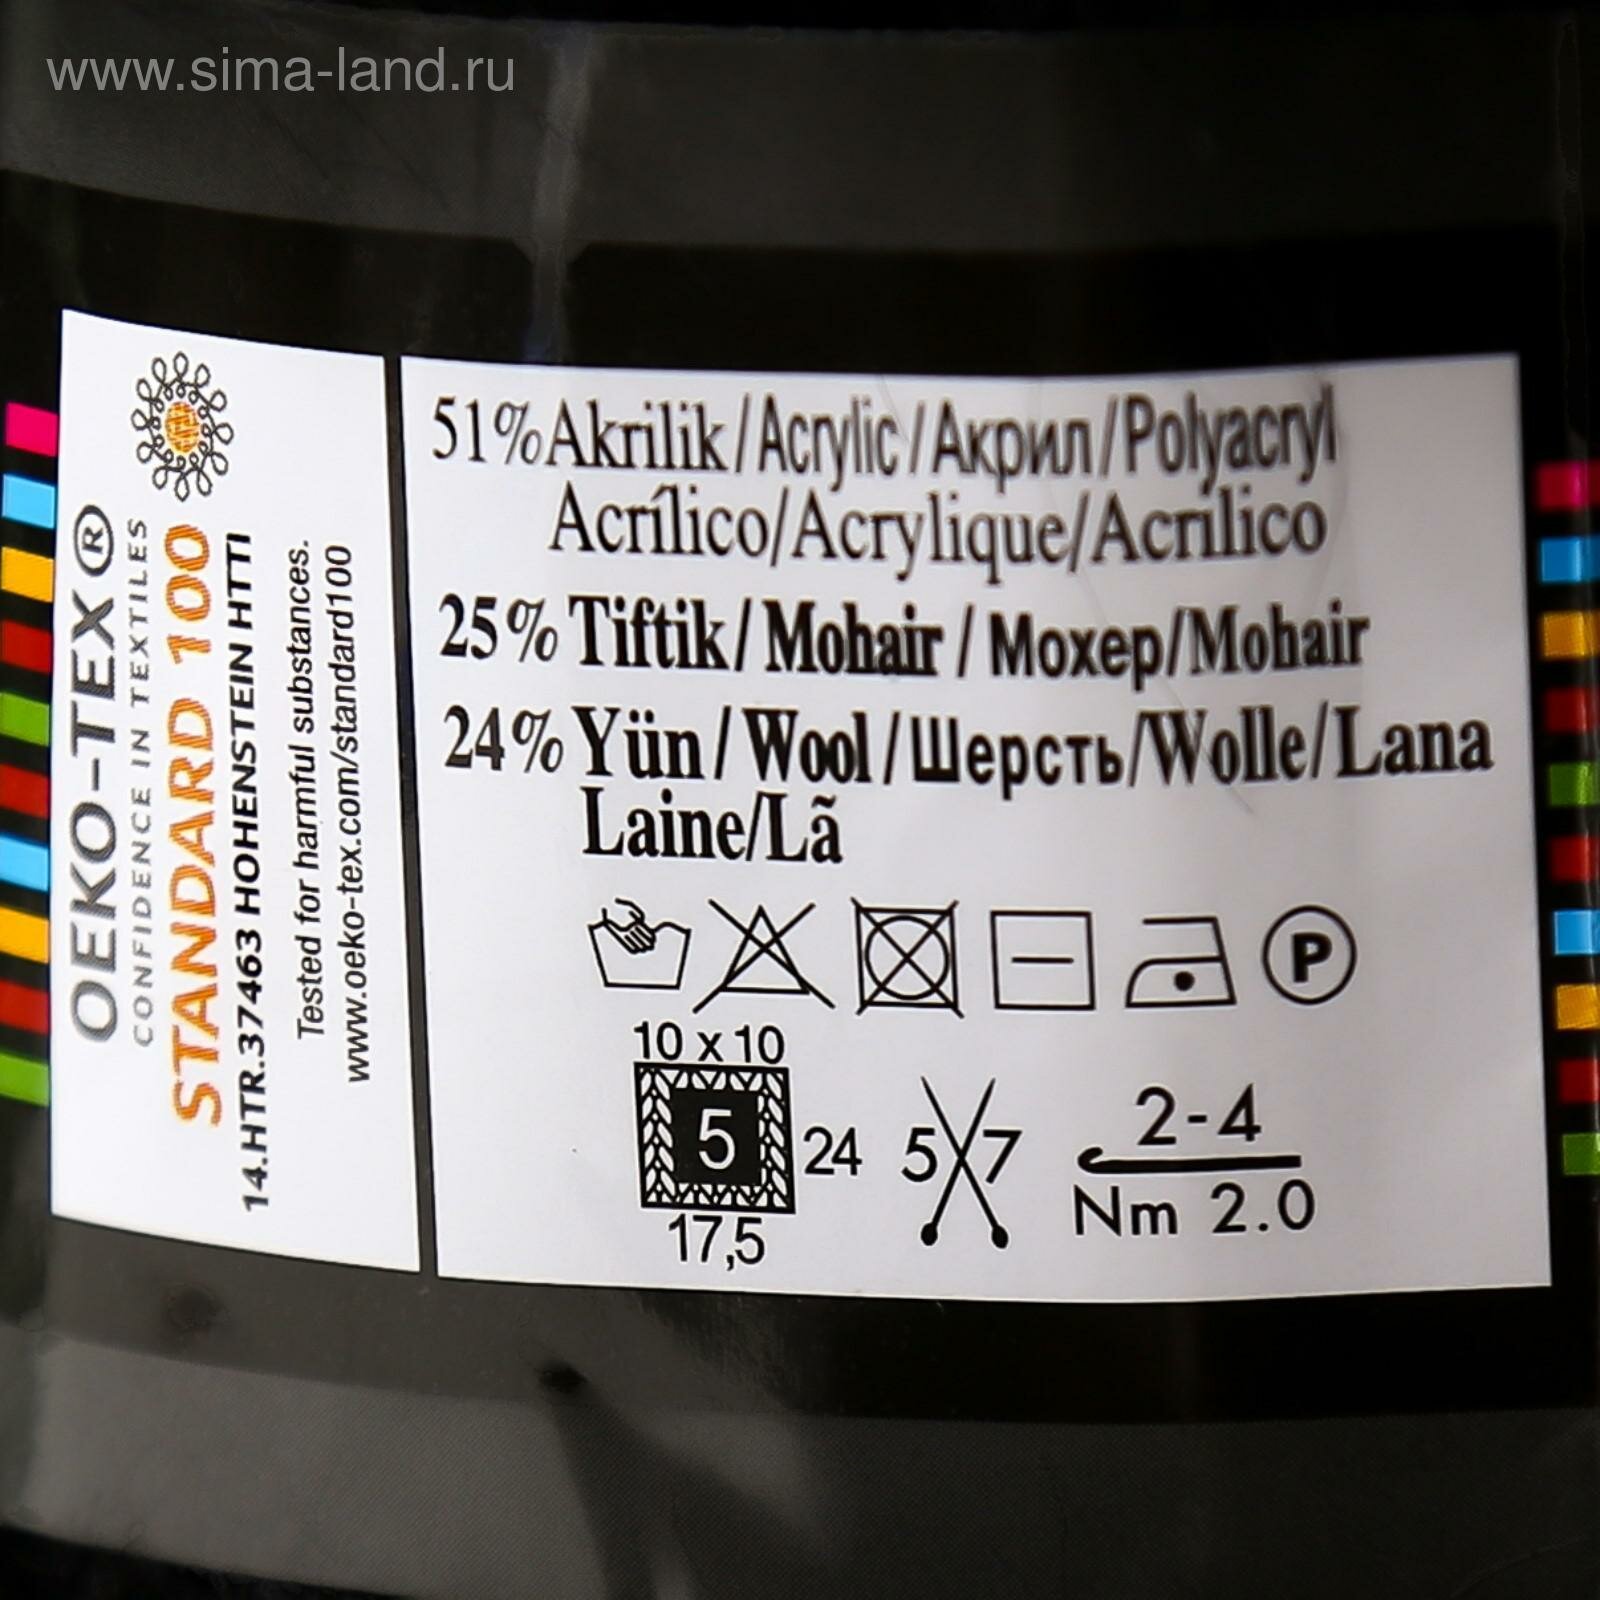 www.sima-land.ru
OEKO-TEX®
CONFIDENCE IN TEXTILES
STANDARD 100
14.HTR.37463 HOHENSTEIN HTTI
Tested for harmful substances.
www.oeko-tex.com/standard100
51% Akrilik / Acrylic / Акрил / Polyacryl
Acrílico/Acrylique/Acrílico
25% Tiftik / Mohair / Мохер/Mohair
24% Yün / Wool / Шерсть/Wolle/Lana
Laine/Lã
P
10 x 10
5 24 5 7 2-4
17,5 Nm 2.0